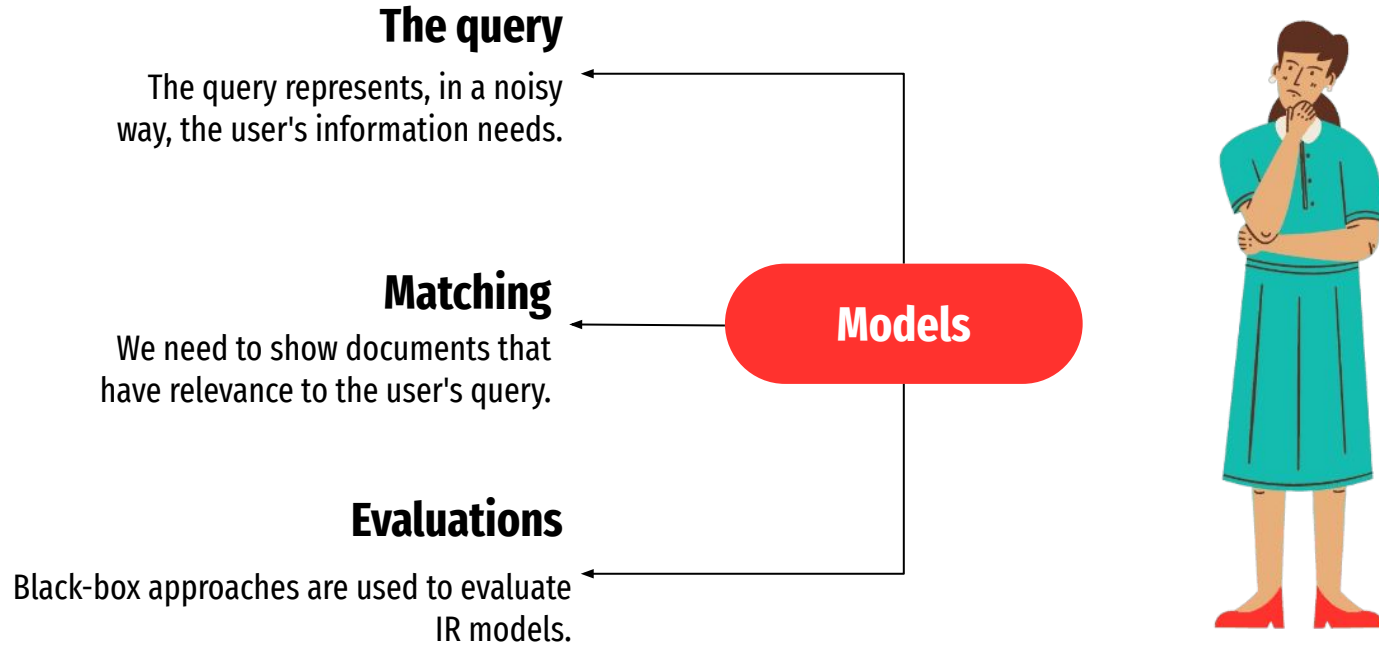 The query
The query represents, in a noisy
way, the user's information needs.
Matching
We need to show documents that
have relevance to the user's query.
Models
Evaluations
Black-box approaches are used to evaluate
IR models.